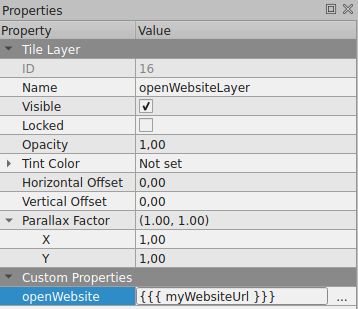 Properties
Property Value
Tile Layer
ID 16
Name openWebsiteLayer
Visible
Locked
Opacity 1,00
Tint Color Not set
Horizontal Offset 0,00
Vertical Offset 0,00
Parallax Factor (1.00, 1.00)
X 1,00
Y 1,00
Custom Properties
openWebsite {{{ myWebsiteUrl }}} ...